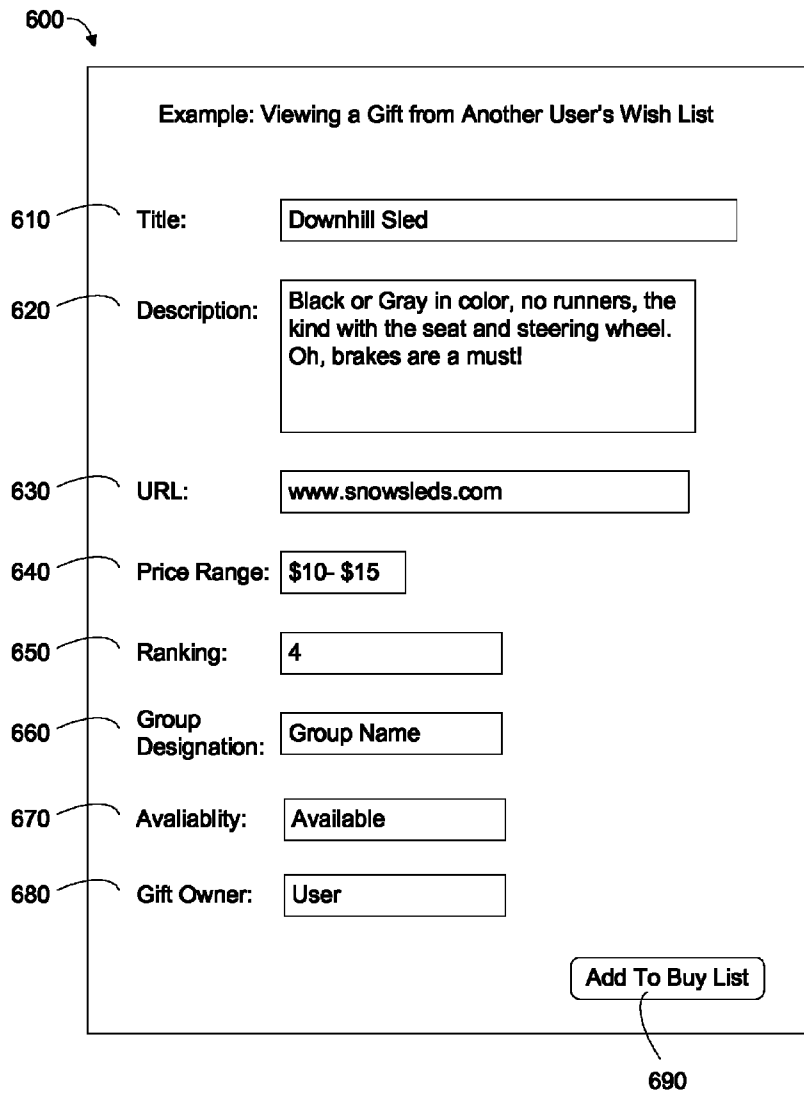 600
Example: Viewing a Gift from Another User's Wish List
610 Title: Downhill Sled
620 Description: Black or Gray in color, no runners, the
kind with the seat and steering wheel.
Oh, brakes are a must!
630 URL: www.snowsleds.com
640 Price Range: $10- $15
650 Ranking: 4
660 Group
Designation: Group Name
670 Avaliablity: Available
680 Gift Owner: User
Add To Buy List
690